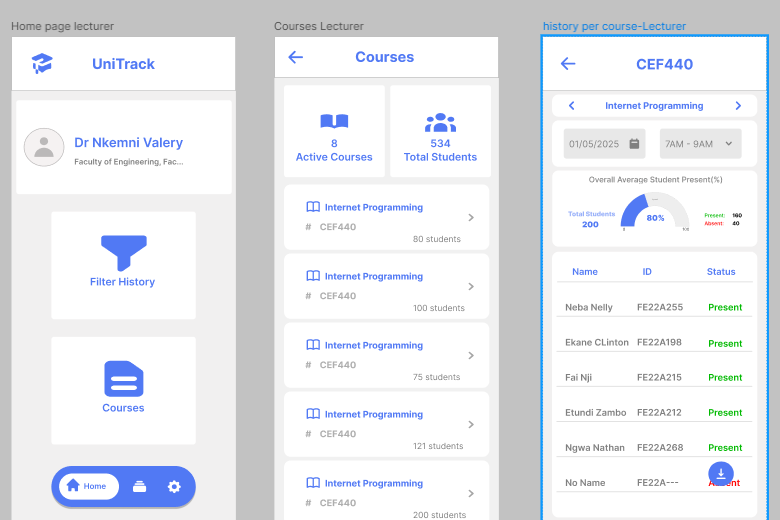 Home page lecturer
UniTrack
Dr Nkemni Valery
Faculty of Engineering, Fac...
Filter History
Courses
Home
Courses Lecturer
Courses
8
Active Courses
534
Total Students
Internet Programming
# CEF440
80 students
Internet Programming
# CEF440
100 students
Internet Programming
# CEF440
75 students
Internet Programming
# CEF440
121 students
Internet Programming
# CEF440
200 students
history per course-Lecturer
CEF440
Internet Programming
01/05/2025
7AM - 9AM
Overall Average Student Present(%)
Total Students
200
80%
0
100
Present: 160
Absent: 40
Name ID Status
Neba Nelly FE22A255 Present
Ekane CLinton FE22A198 Present
Fai Nji FE22A215 Present
Etundi Zambo FE22A212 Present
Ngwa Nathan FE22A268 Present
No Name FE22A--- Absent